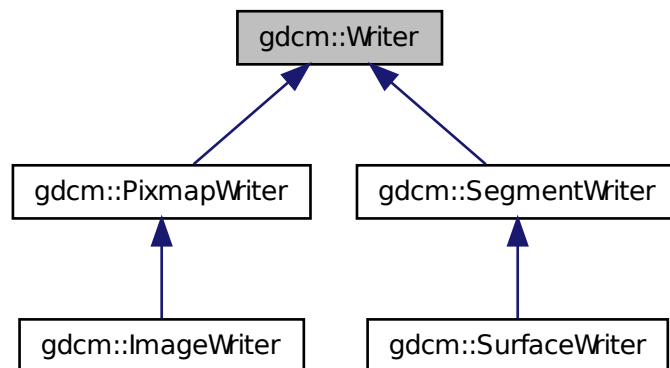 gdcm::Writer
gdcm::PixmapWriter
gdcm::SegmentWriter
gdcm::ImageWriter
gdcm::SurfaceWriter